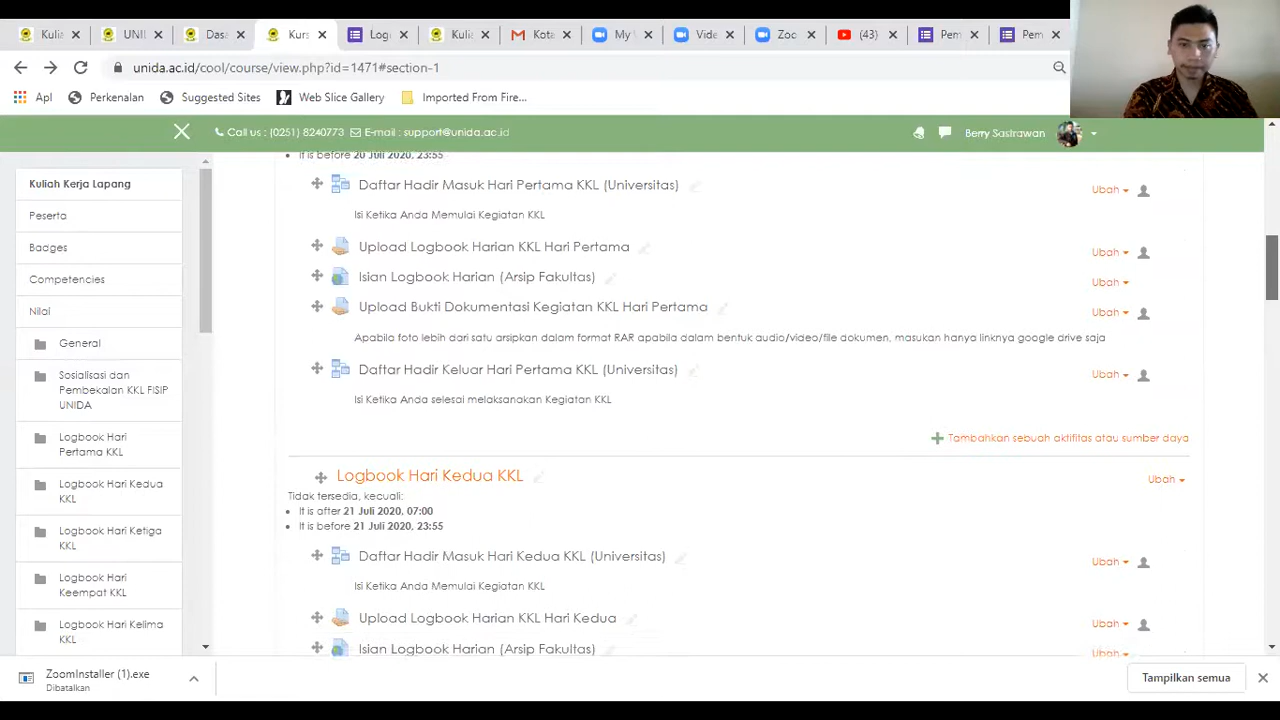 Kulia
UNII
Dasa
Kurs
Log
Kulia
Kota
My \
Vide
Zoo
(43)
Pem
Pem
unida.ac.id/cool/course/view.php?id=1471#section-1
Apl
Perkenalan
Suggested Sites
Web Slice Gallery
Imported From Fire...
Call us : (0251) 8240773
E-mail : support@unida.ac.id
Berry Sastrawan
Kuliah Kerja Lapang
Peserta
Badges
Competencies
Nilai
General
Sosialisasi dan
Pembekalan KKL FISIP
UNIDA
Logbook Hari
Pertama KKL
Logbook Hari Kedua
KKL
Logbook Hari Ketiga
KKL
Logbook Hari
Keempat KKL
Logbook Hari Kelima
KKL
It is before 20 Juli 2020, 23:55
Daftar Hadir Masuk Hari Pertama KKL (Universitas)
Ubah
Isi Ketika Anda Memulai Kegiatan KKL
Upload Logbook Harian KKL Hari Pertama
Ubah
Isian Logbook Harian (Arsip Fakultas)
Ubah
Upload Bukti Dokumentasi Kegiatan KKL Hari Pertama
Ubah
Apabila foto lebih dari satu arsipkan dalam format RAR apabila dalam bentuk audio/video/file dokumen, masukan hanya linknya google drive saja
Daftar Hadir Keluar Hari Pertama KKL (Universitas)
Ubah
Isi Ketika Anda selesai melaksanakan Kegiatan KKL
Tambahkan sebuah aktifitas atau sumber daya
Logbook Hari Kedua KKL
Ubah
Tidak tersedia, kecuali:
It is after 21 Juli 2020, 07:00
It is before 21 Juli 2020, 23:55
Daftar Hadir Masuk Hari Kedua KKL (Universitas)
Ubah
Isi Ketika Anda Memulai Kegiatan KKL
Upload Logbook Harian KKL Hari Kedua
Ubah
Isian Logbook Harian (Arsip Fakultas)
Ubah
ZoomInstaller (1).exe
Dibatalkan
Tampilkan semua